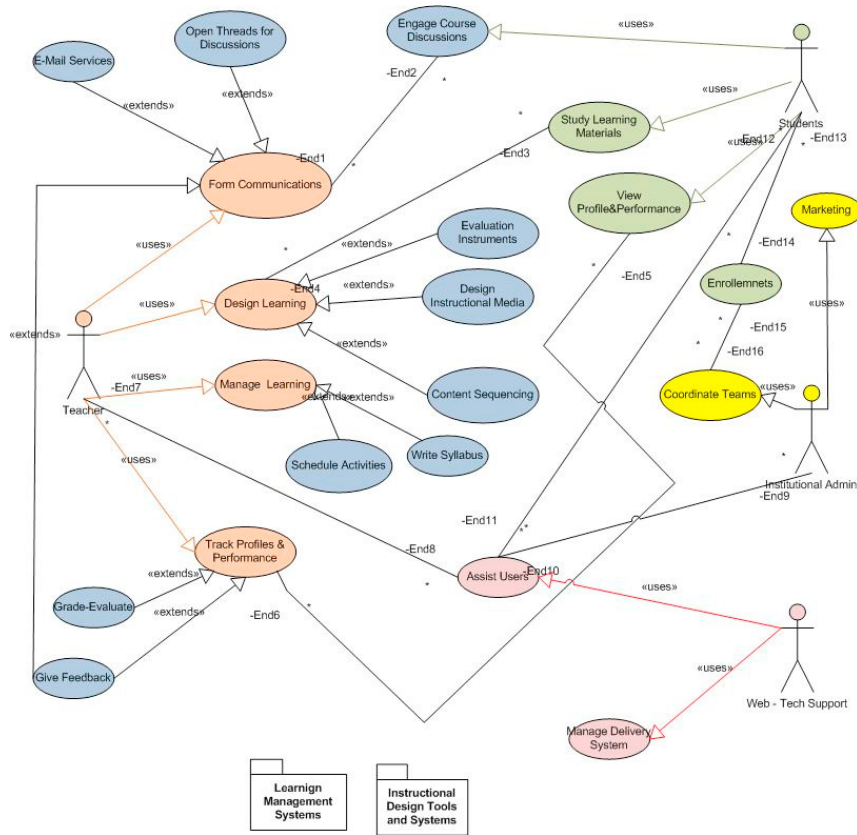 Open Threads for
Discussions
Engage Course
Discussions
«uses»
E-Mail Services
-End2
*
«extends»
«extends»
«uses»
Students
Study Learning
Materials
-End12
-End13
«uses»
*
-End3
-End1
*
Form Communications
View
Profile&Performance
Marketing
«uses»
Evaluation
Instruments
«extends»
*
*
*
-End14
-End5
«extends»
Enrollemnets
Design
Instructional Media
-End4
Design Learning
«uses»
«uses»
*
*
-End15
«extends»
«extends»
*
-End16
«uses»
-End7
Manage Learning
Content Sequencing
Coordinate Teams
«uses»
«extends»
«extends»
Teacher
*
«uses»
Write Syllabus
Schedule Activities
*
Institutional Admin
-End9
-End11
*
*
Track Profiles &
Performance
-End8
-End10
Assist Users
«extends»
*
«uses»
Grade-Evaluate
«extends»
*
-End6
«uses»
Give Feedback
Web - Tech Support
Manage Delivery
System
Learnign
Management
Systems
Instructional
Design Tools
and Systems